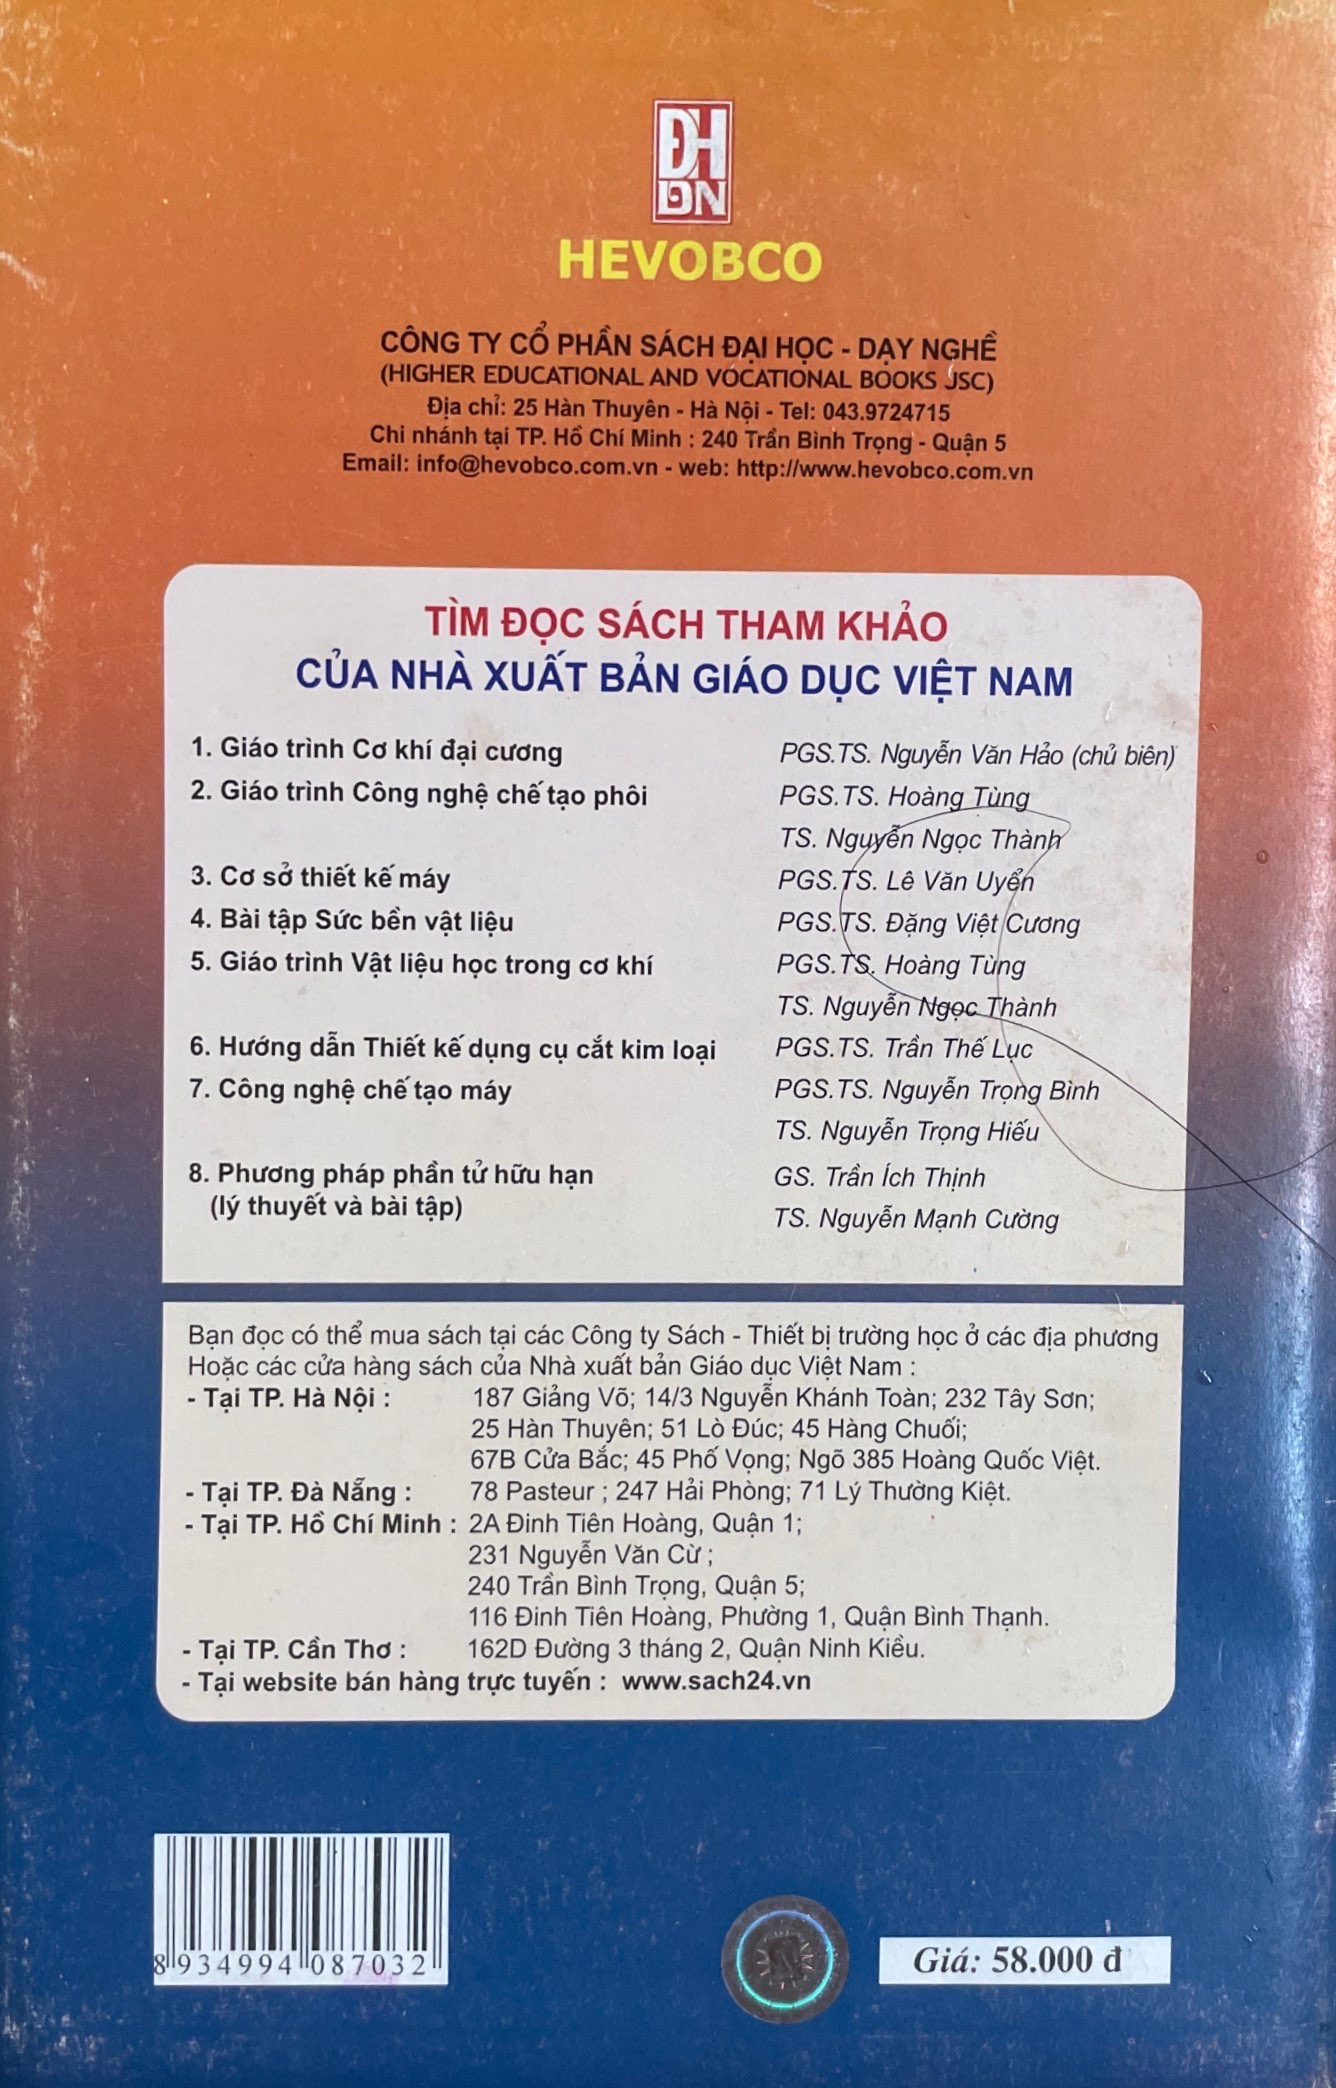 ĐH
DN
HEVOBCO
CÔNG TY CỔ PHẦN SÁCH ĐẠI HỌC - DẠY NGHỀ
(HIGHER EDUCATIONAL AND VOCATIONAL BOOKS JSC)
Địa chỉ: 25 Hàn Thuyên - Hà Nội - Tel: 043.9724715
Chi nhánh tại TP. Hồ Chí Minh : 240 Trần Bình Trọng - Quận 5
Email: info@hevobco.com.vn - web: http://www.hevobco.com.vn
TÌM ĐỌC SÁCH THAM KHẢO
CỦA NHÀ XUẤT BẢN GIÁO DỤC VIỆT NAM
1. Giáo trình Cơ khí đại cương PGS.TS. Nguyễn Văn Hảo (chủ biên)
2. Giáo trình Công nghệ chế tạo phôi PGS.TS. Hoàng Tùng
TS. Nguyễn Ngọc Thành
3. Cơ sở thiết kế máy PGS.TS. Lê Văn Uyển
4. Bài tập Sức bền vật liệu PGS.TS. Đặng Việt Cương
5. Giáo trình Vật liệu học trong cơ khí PGS.TS. Hoàng Tùng
TS. Nguyễn Ngọc Thành
6. Hướng dẫn Thiết kế dụng cụ cắt kim loại PGS.TS. Trần Thế Lục
7. Công nghệ chế tạo máy PGS.TS. Nguyễn Trọng Bình
TS. Nguyễn Trọng Hiếu
8. Phương pháp phần tử hữu hạn GS. Trần Ích Thịnh
(lý thuyết và bài tập) TS. Nguyễn Mạnh Cường
Bạn đọc có thể mua sách tại các Công ty Sách - Thiết bị trường học ở các địa phương
Hoặc các cửa hàng sách của Nhà xuất bản Giáo dục Việt Nam :
- Tại TP. Hà Nội : 187 Giảng Võ; 14/3 Nguyễn Khánh Toàn; 232 Tây Sơn;
25 Hàn Thuyên; 51 Lò Đúc; 45 Hàng Chuối;
67B Cửa Bắc; 45 Phố Vọng; Ngõ 385 Hoàng Quốc Việt.
- Tại TP. Đà Nẵng : 78 Pasteur ; 247 Hải Phòng; 71 Lý Thường Kiệt.
- Tại TP. Hồ Chí Minh : 2A Đinh Tiên Hoàng, Quận 1;
231 Nguyễn Văn Cừ ;
240 Trần Bình Trọng, Quận 5;
116 Đinh Tiên Hoàng, Phường 1, Quận Bình Thạnh.
- Tại TP. Cần Thơ : 162D Đường 3 tháng 2, Quận Ninh Kiều.
- Tại website bán hàng trực tuyến : www.sach24.vn
8 934994 087032
Giá: 58.000 đ